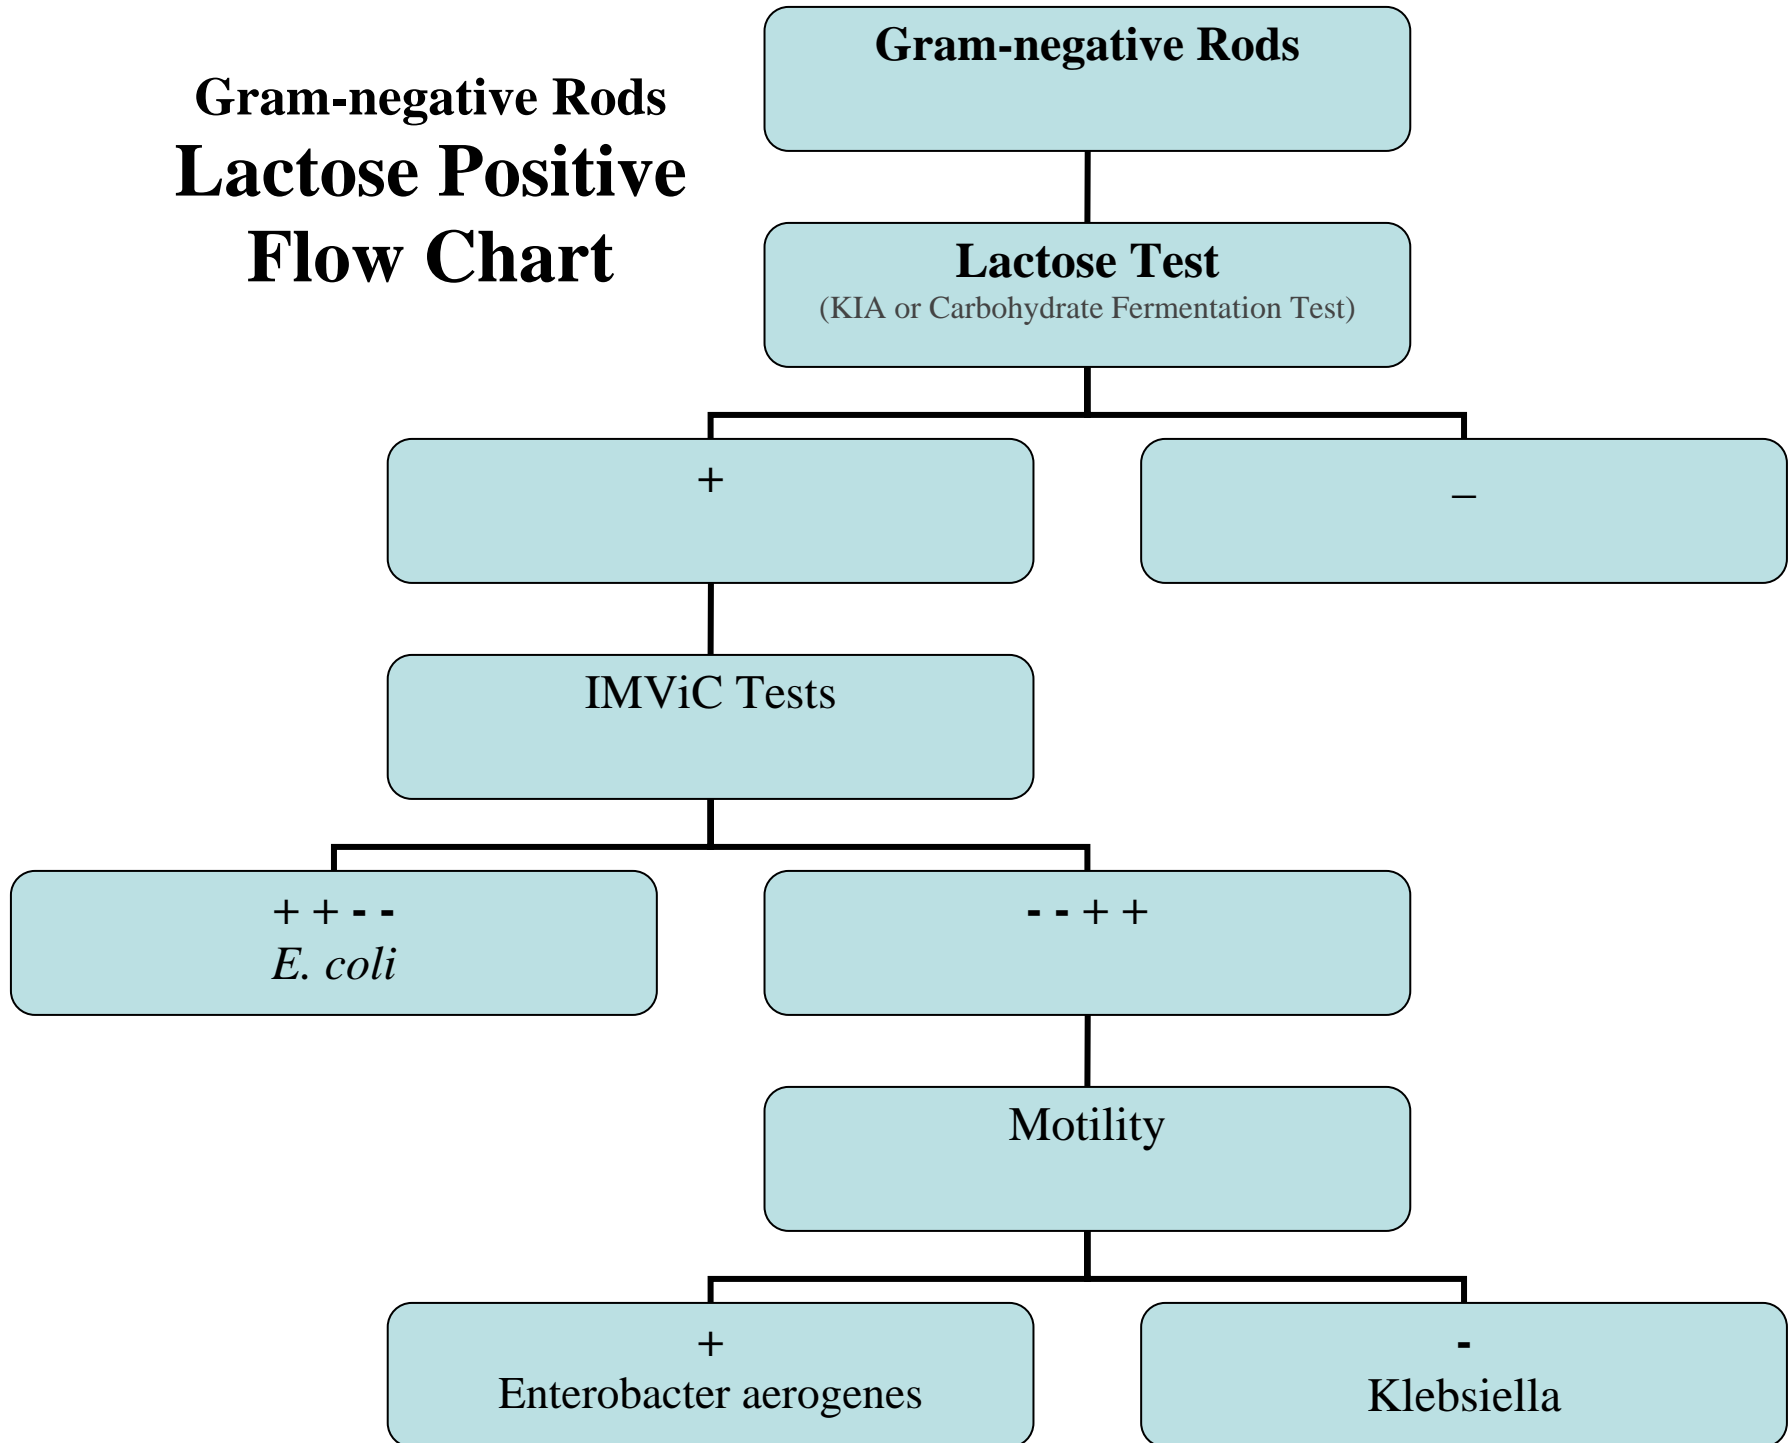 Gram-negative Rods
Lactose Positive
Flow Chart
Gram-negative Rods
Lactose Test
(KIA or Carbohydrate Fermentation Test)
+
–
IMViC Tests
+ + - -
E. coli
- - + +
Motility
+
Enterobacter aerogenes
-
Klebsiella